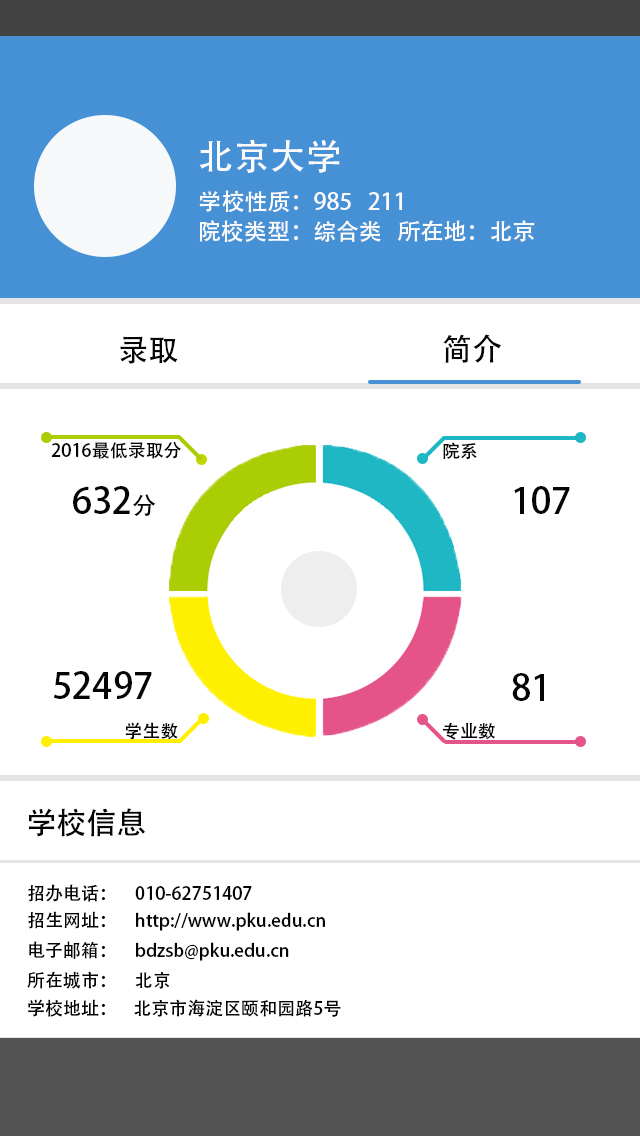 北京大学
学校性质：985 211
院校类型：综合类 所在地：北京
录取 简介
2016最低录取分
632分
院系
107
52497
学生数
81
专业数
学校信息
招办电话： 010-62751407
招生网址： http://www.pku.edu.cn
电子邮箱： bdzsb@pku.edu.cn
所在城市： 北京
学校地址： 北京市海淀区颐和园路5号